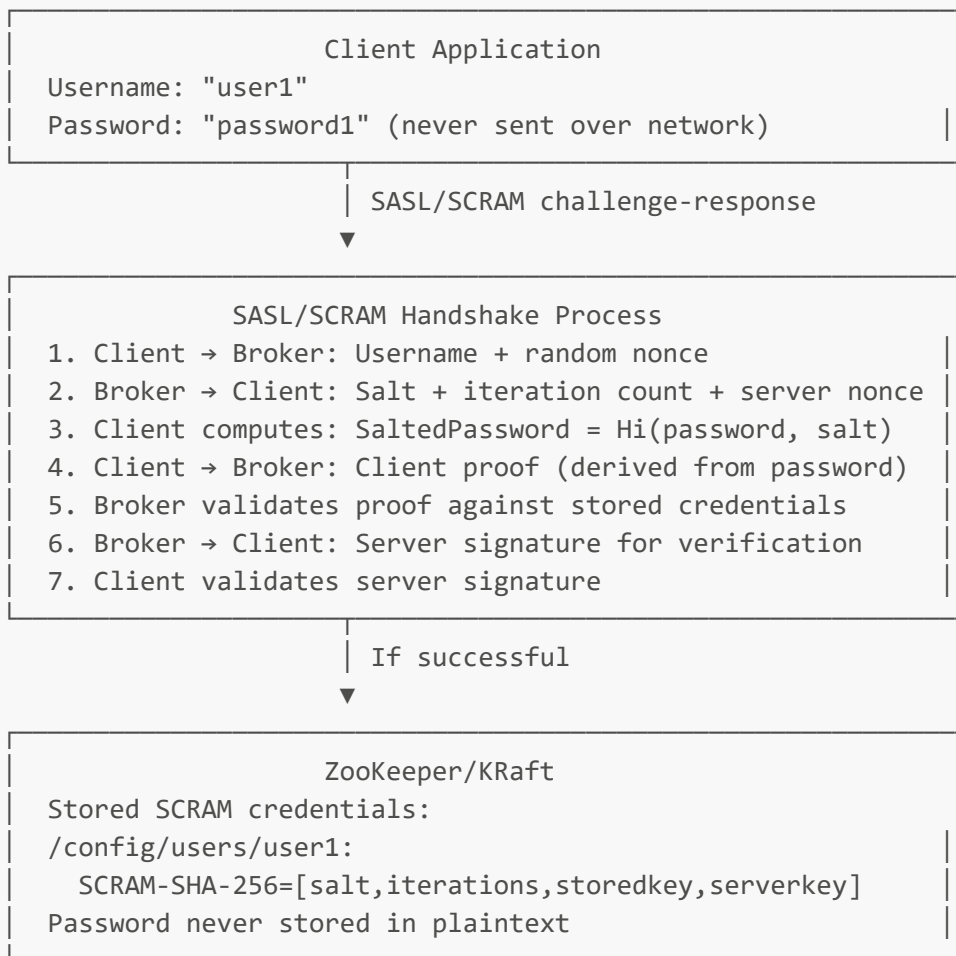 Client Application
Username: "user1"
Password: "password1" (never sent over network)
SASL/SCRAM challenge-response
SASL/SCRAM Handshake Process
1. Client → Broker: Username + random nonce
2. Broker → Client: Salt + iteration count + server nonce
3. Client computes: SaltedPassword = Hi(password, salt)
4. Client → Broker: Client proof (derived from password)
5. Broker validates proof against stored credentials
6. Broker → Client: Server signature for verification
7. Client validates server signature
If successful
ZooKeeper/KRaft
Stored SCRAM credentials:
/config/users/user1:
SCRAM-SHA-256=[salt,iterations,storedkey,serverkey]
Password never stored in plaintext